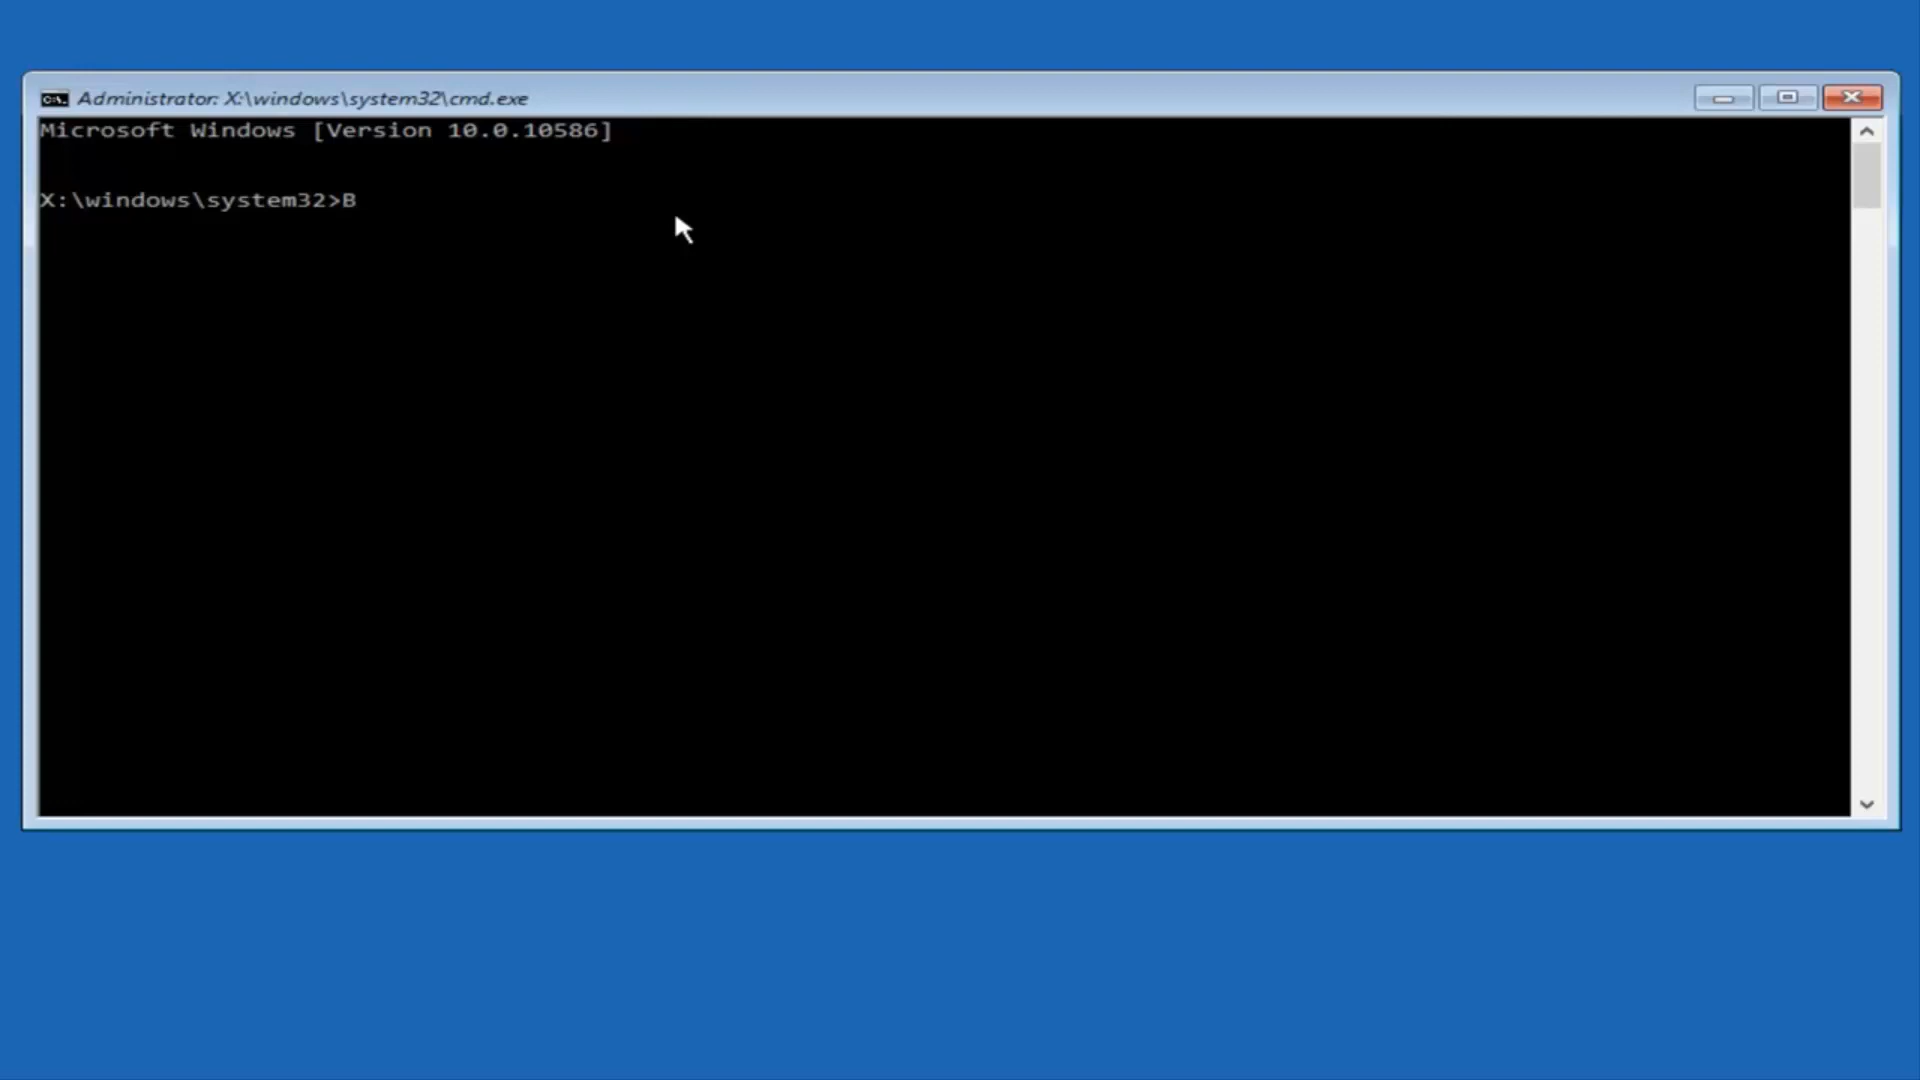 Administrator: X:\windows\system32\cmd.exe
Microsoft Windows [Version 10.0.10586]
X:\windows\system32>B